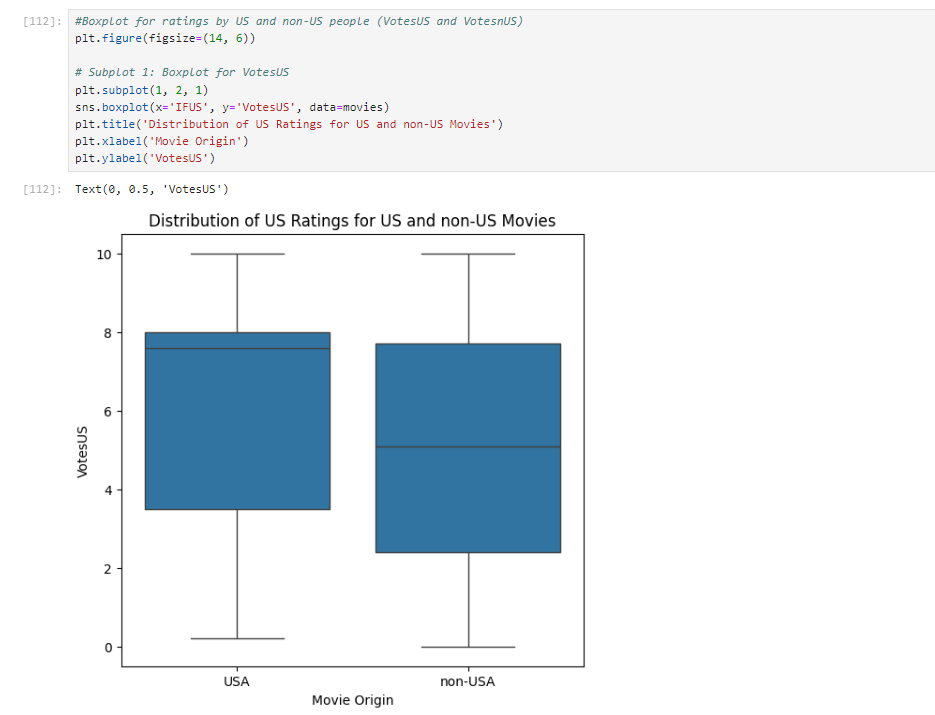 [112]: #Boxplot for ratings by US and non-US people (VotesUS and VotesnUS)
plt.figure(figsize=(14, 6))
# Subplot 1: Boxplot for VotesUS
plt.subplot(1, 2, 1)
sns.boxplot(x='IFUS', y='VotesUS', data=movies)
plt.title('Distribution of US Ratings for US and non-US Movies')
plt.xlabel('Movie Origin')
plt.ylabel('VotesUS')
[112]: Text(0, 0.5, 'VotesUS')
Distribution of US Ratings for US and non-US Movies
10
8
6
VotesUS
4
2
0
USA non-USA
Movie Origin